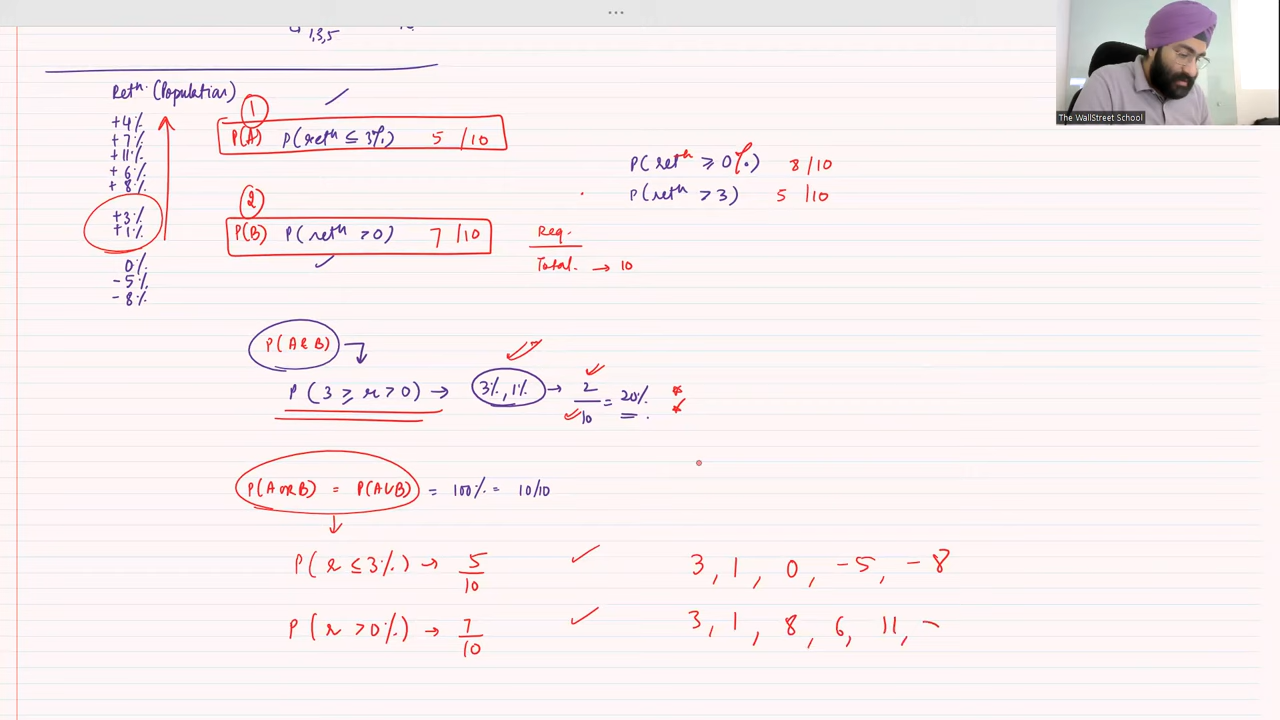 1,3,5
Retn. (Population)
+4%
+7%
+11%
+6%
+8%
+3%
+1%
0%
-5%
-8%
1
P(A) P(retn ≤ 3%) 5 /10
2
P(B) P(retn >0) 7 /10
Req.
Total. → 10
P(retn ≥ 0%) 8/10
P(retn >3) 5 /10
P(A&B)
P(3 ≥ r > 0) → 3%, 1% → 2/10 = 20%.
P(A or B) = P(A∪B) = 100% = 10/10
P(r ≤ 3%) → 5/10 3, 1, 0, -5, -8
P(r > 0%) → 7/10 3, 1, 8, 6, 11,
The WallStreet School